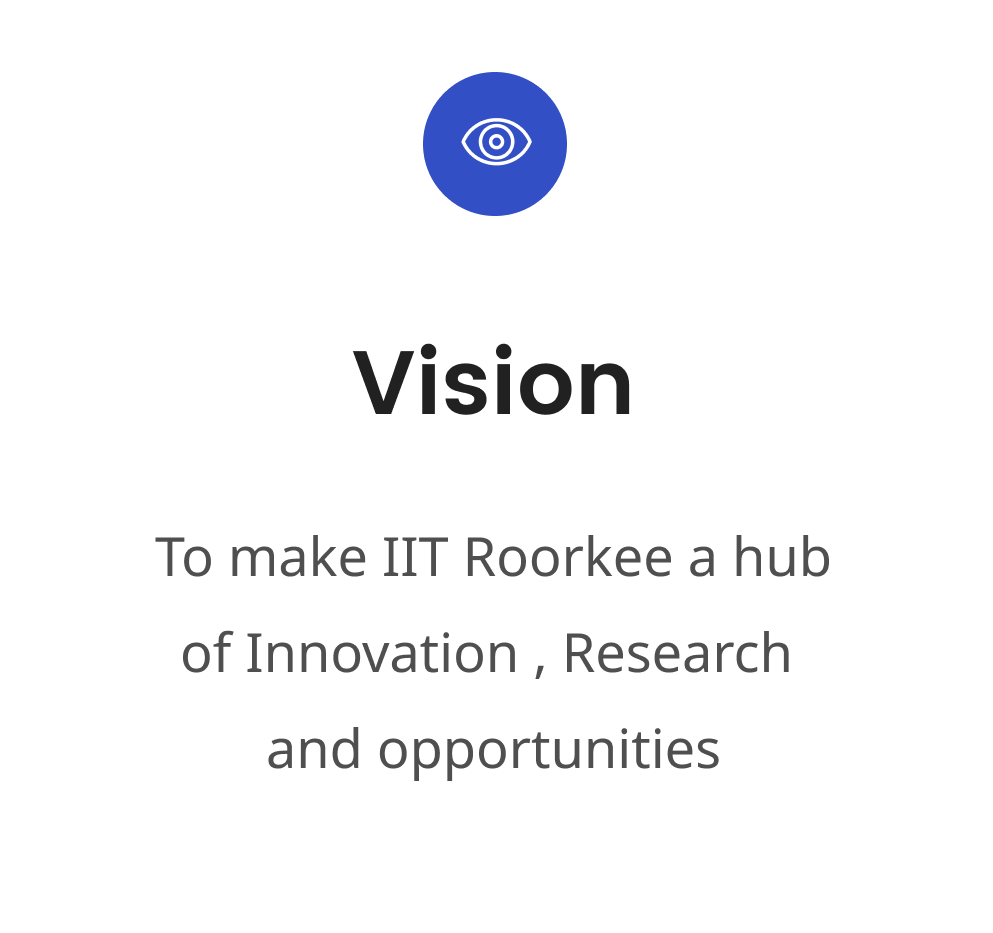 Vision
To make IIT Roorkee a hub
of Innovation , Research
and opportunities